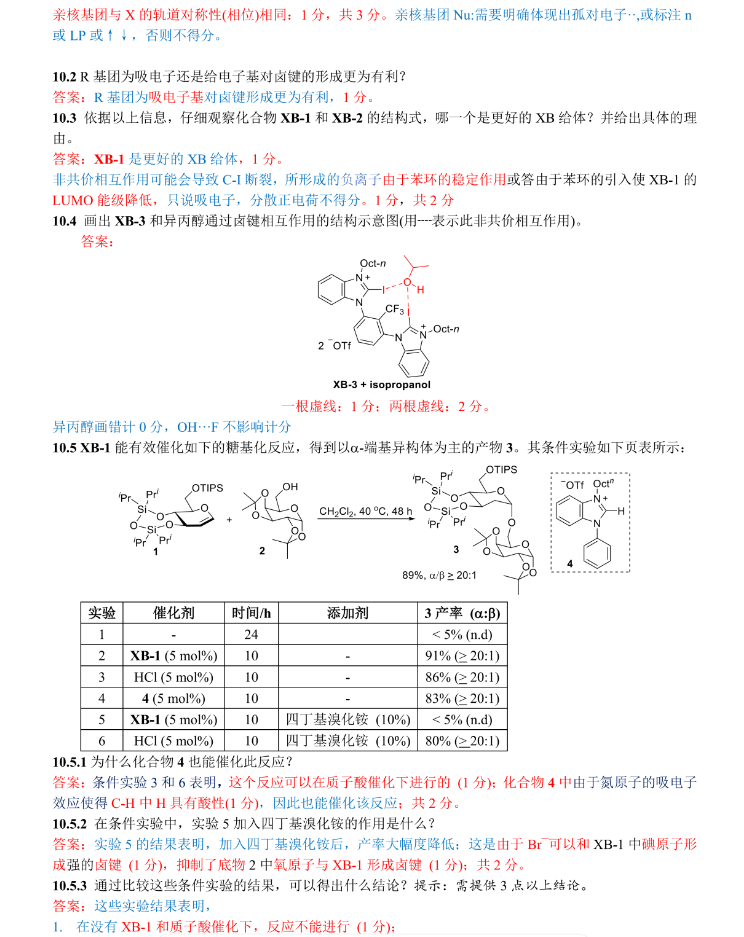 亲核基团与 X 的轨道对称性(相位)相同：1 分，共 3 分。亲核基团 Nu:需要明确体现出孤对电子··,或标注 n
或 LP 或↑↓，否则不得分。
10.2 R 基团为吸电子还是给电子基对卤键的形成更为有利？
答案：R 基团为吸电子基对卤键形成更为有利，1 分。
10.3 依据以上信息，仔细观察化合物 XB-1 和 XB-2 的结构式，哪一个是更好的 XB 给体？并给出具体的理
由。
答案：XB-1 是更好的 XB 给体，1 分。
非共价相互作用可能会导致 C-I 断裂，所形成的负离子由于苯环的稳定作用或答由于苯环的引入使 XB-1 的
LUMO 能级降低，只说吸电子，分散正电荷不得分。1 分，共 2 分
10.4 画出 XB-3 和异丙醇通过卤键相互作用的结构示意图(用----表示此非共价相互作用)。
答案：
Oct-n
N +
I O H
N CF3 I
N + N Oct-n
2 ⁻OTf
XB-3 + isopropanol
一根虚线：1 分；两根虚线：2 分。
异丙醇画错计 0 分，OH···F 不影响计分
10.5 XB-1 能有效催化如下的糖基化反应，得到以α-端基异构体为主的产物 3。其条件实验如下页表所示：
ⁱPr Prⁱ Si O O Si O ⁱPr Prⁱ OTIPS O 1
+
O O OH O O O 2
CH2Cl2, 40 ⁰C, 48 h
ⁱPr Prⁱ Si O O Si O ⁱPr Prⁱ OTIPS O O O O O O O 3
89%, α/β ≥ 20:1
⁻OTf Octⁿ N + H N 4
实验 催化剂 时间/h 添加剂 3 产率 (α:β)
1 - 24 < 5% (n.d)
2 XB-1 (5 mol%) 10 - 91% (≥ 20:1)
3 HCl (5 mol%) 10 - 86% (≥ 20:1)
4 4 (5 mol%) 10 - 83% (≥ 20:1)
5 XB-1 (5 mol%) 10 四丁基溴化铵 (10%) < 5% (n.d)
6 HCl (5 mol%) 10 四丁基溴化铵 (10%) 80% (≥20:1)
10.5.1 为什么化合物 4 也能催化此反应？
答案：条件实验 3 和 6 表明，这个反应可以在质子酸催化下进行的 (1 分)；化合物 4 中由于氮原子的吸电子
效应使得 C-H 中 H 具有酸性(1 分)，因此也能催化该反应；共 2 分。
10.5.2 在条件实验中，实验 5 加入四丁基溴化铵的作用是什么？
答案：实验 5 的结果表明，加入四丁基溴化铵后，产率大幅度降低；这是由于 Br⁻可以和 XB-1 中碘原子形
成强的卤键 (1 分)，抑制了底物 2 中氧原子与 XB-1 形成卤键 (1 分)；共 2 分。
10.5.3 通过比较这些条件实验的结果，可以得出什么结论？提示：需提供 3 点以上结论。
答案：这些实验结果表明，
1. 在没有 XB-1 和质子酸催化下，反应不能进行 (1 分)；